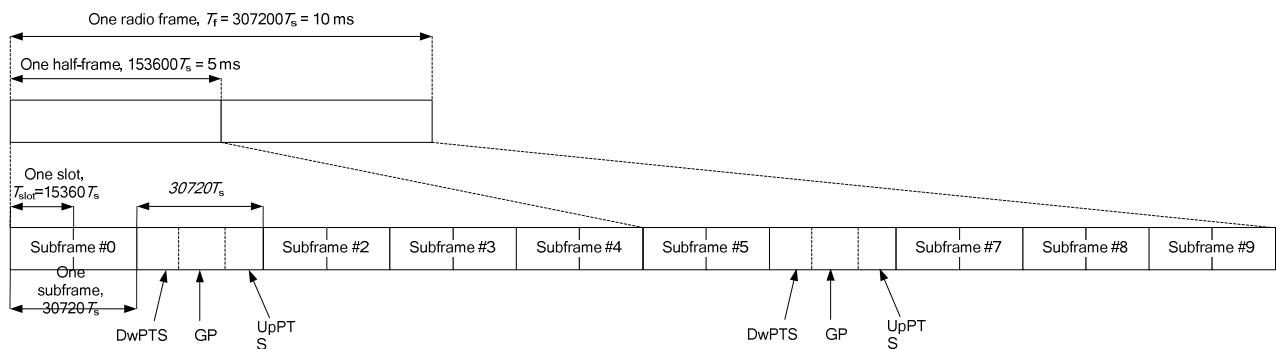 One radio frame, Tf = 307200Ts = 10 ms
One half-frame, 153600Ts = 5 ms
One slot,
Tslot=15360Ts
30720Ts
Subframe #0
Subframe #2
Subframe #3
Subframe #4
Subframe #5
Subframe #7
Subframe #8
Subframe #9
One
subframe,
30720Ts
DwPTS
GP
UpPT
S
DwPTS
GP
UpPT
S